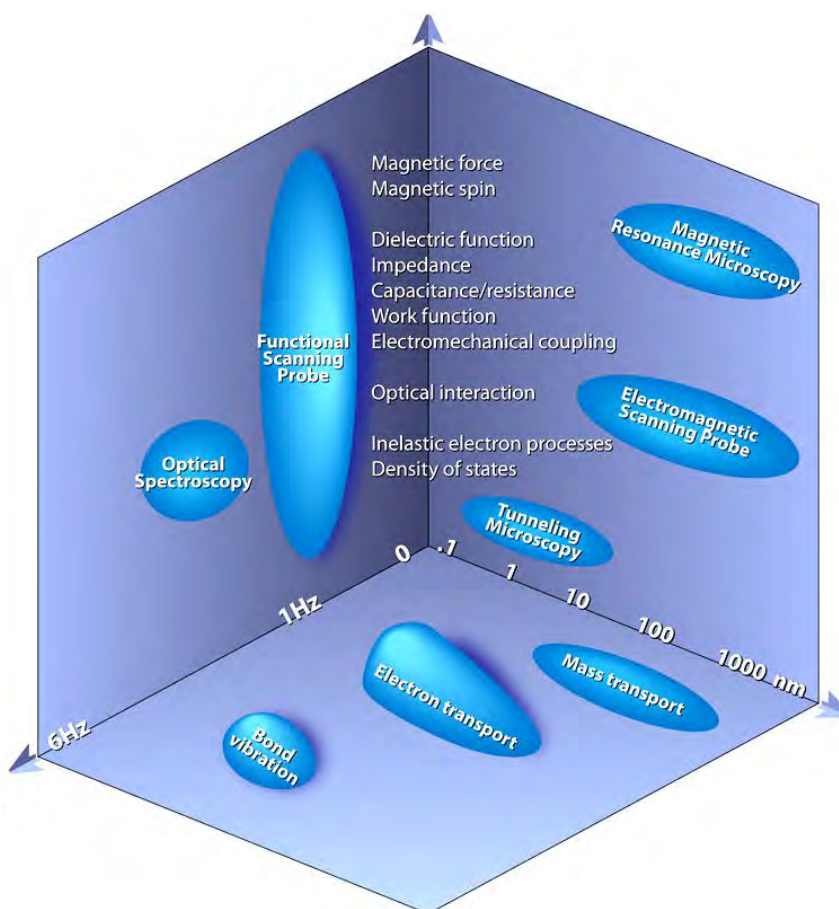 Magnetic force
Magnetic spin
Dielectric function
Impedance
Capacitance/resistance
Work function
Electromechanical coupling
Optical interaction
Inelastic electron processes
Density of states
Functional
Scanning
Probe
Optical
Spectroscopy
Magnetic
Resonance Microscopy
Electromagnetic
Scanning Probe
Tunneling
Microscopy
0
1Hz
6Hz
.1
1
10
100
1000 nm
Electron transport
Mass transport
Bond
vibration